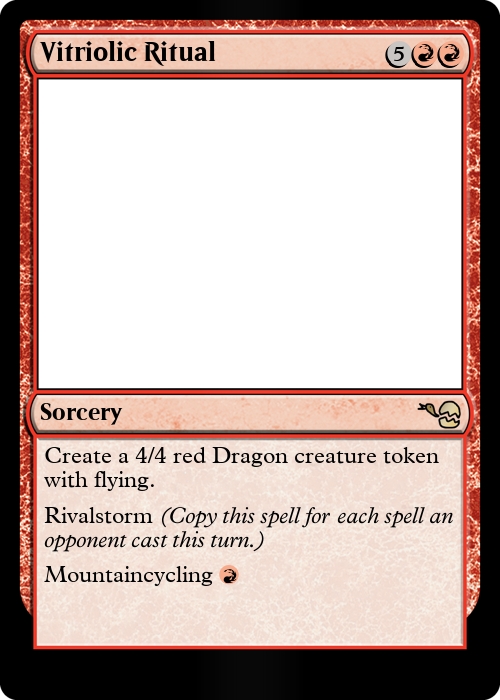 Vitriolic Ritual 5
Sorcery
Create a 4/4 red Dragon creature token
with flying.
Rivalstorm (Copy this spell for each spell an
opponent cast this turn.)
Mountaincycling